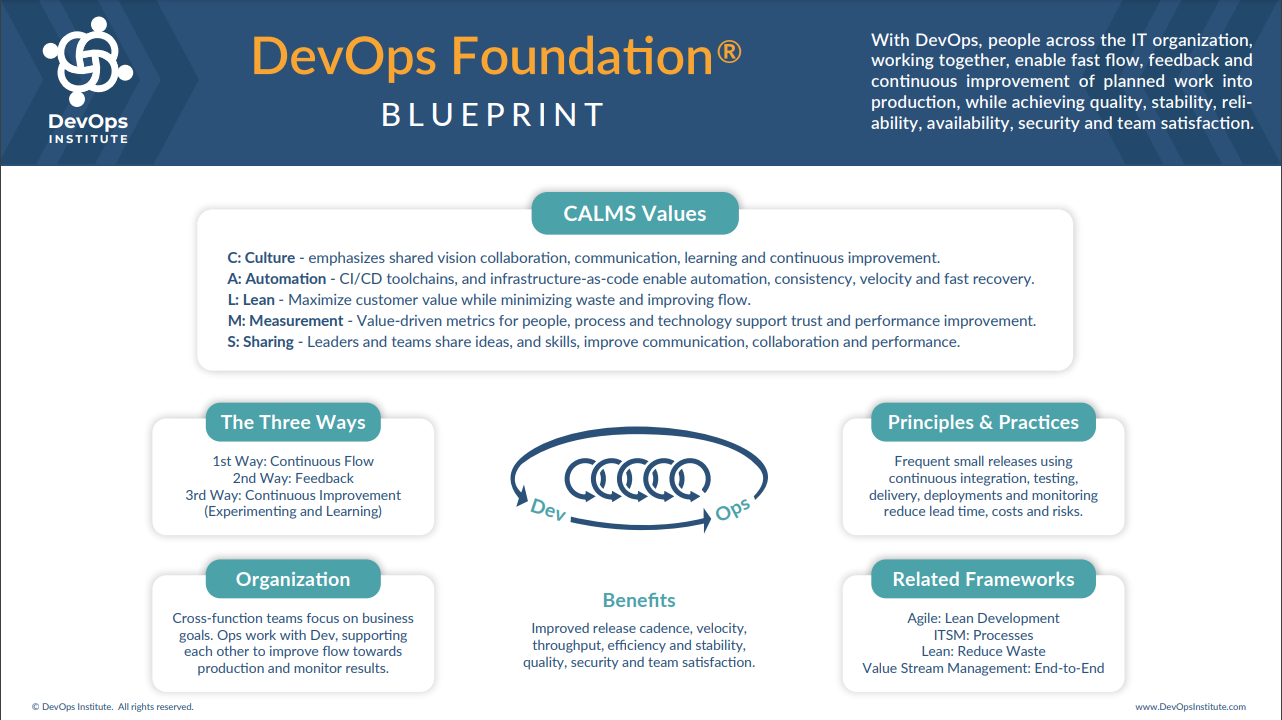 DevOps
INSTITUTE
DevOps Foundation®
BLUEPRINT
With DevOps, people across the IT organization,
working together, enable fast flow, feedback and
continuous improvement of planned work into
production, while achieving quality, stability, reli-
ability, availability, security and team satisfaction.
CALMS Values
C: Culture - emphasizes shared vision collaboration, communication, learning and continuous improvement.
A: Automation - CI/CD toolchains, and infrastructure-as-code enable automation, consistency, velocity and fast recovery.
L: Lean - Maximize customer value while minimizing waste and improving flow.
M: Measurement - Value-driven metrics for people, process and technology support trust and performance improvement.
S: Sharing - Leaders and teams share ideas, and skills, improve communication, collaboration and performance.
The Three Ways
1st Way: Continuous Flow
2nd Way: Feedback
3rd Way: Continuous Improvement
(Experimenting and Learning)
Dev
Ops
Principles & Practices
Frequent small releases using
continuous integration, testing,
delivery, deployments and monitoring
reduce lead time, costs and risks.
Organization
Cross-function teams focus on business
goals. Ops work with Dev, supporting
each other to improve flow towards
production and monitor results.
Benefits
Improved release cadence, velocity,
throughput, efficiency and stability,
quality, security and team satisfaction.
Related Frameworks
Agile: Lean Development
ITSM: Processes
Lean: Reduce Waste
Value Stream Management: End-to-End
© DevOps Institute. All rights reserved.
www.DevOpsInstitute.com